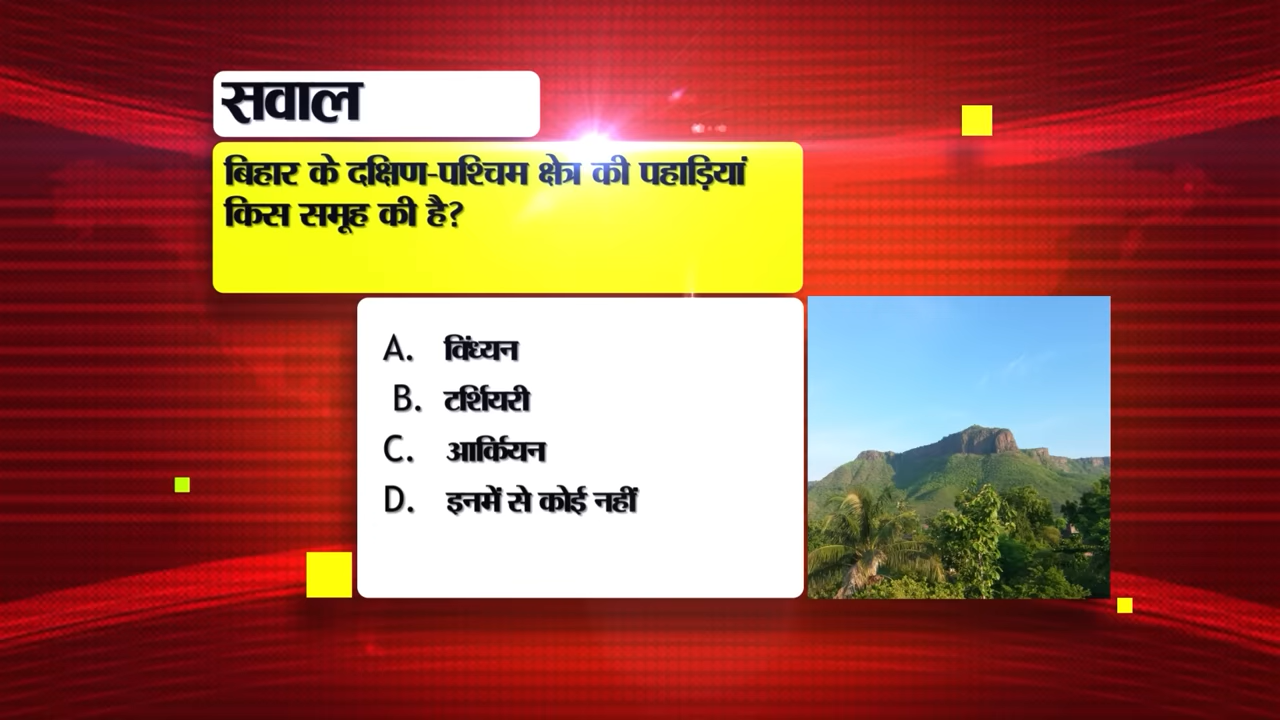 सवाल
बिहार के दक्षिण-पश्चिम क्षेत्र की पहाड़ियां
किस समूह की है?
A. विंध्यन
B. टर्शियरी
C. आर्कियन
D. इनमें से कोई नहीं